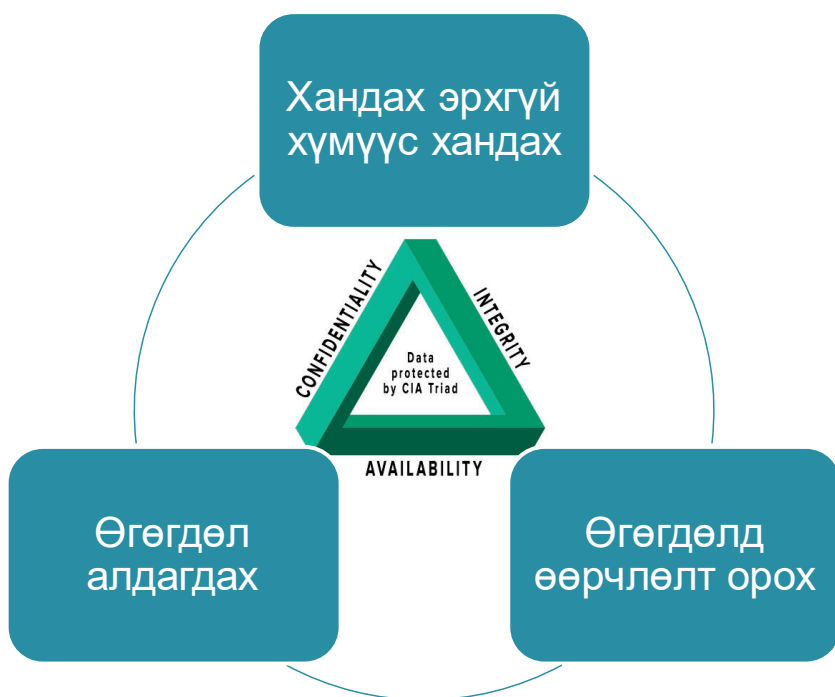 Хандах эрхгүй
хүмүүс хандах
CONFIDENTIALITY
INTEGRITY
Data
protected
by CIA Triad
AVAILABILITY
Өгөгдөл
алдагдах
Өгөгдөлд
өөрчлөлт орох